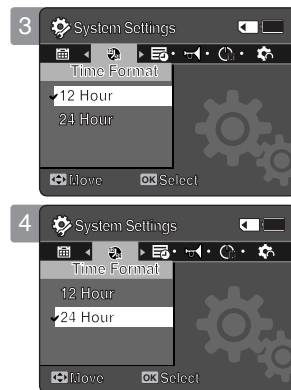 3
System Settings
Time Format
✓12 Hour
24 Hour
Move OK Select
4
System Settings
Time Format
12 Hour
✓24 Hour
Move OK Select